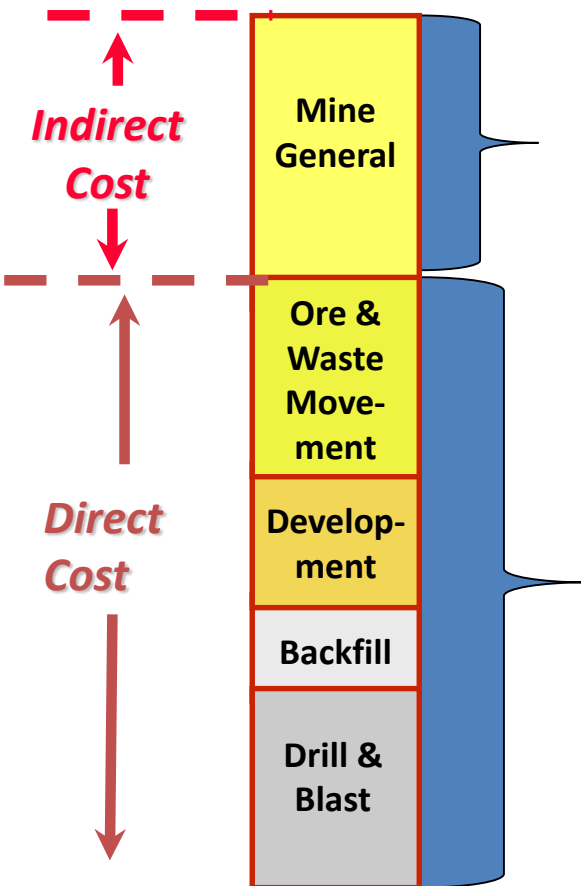 Indirect
Cost
Mine
General
Ore &
Waste
Move-
ment
Direct
Cost
Develop-
ment
Backfill
Drill &
Blast